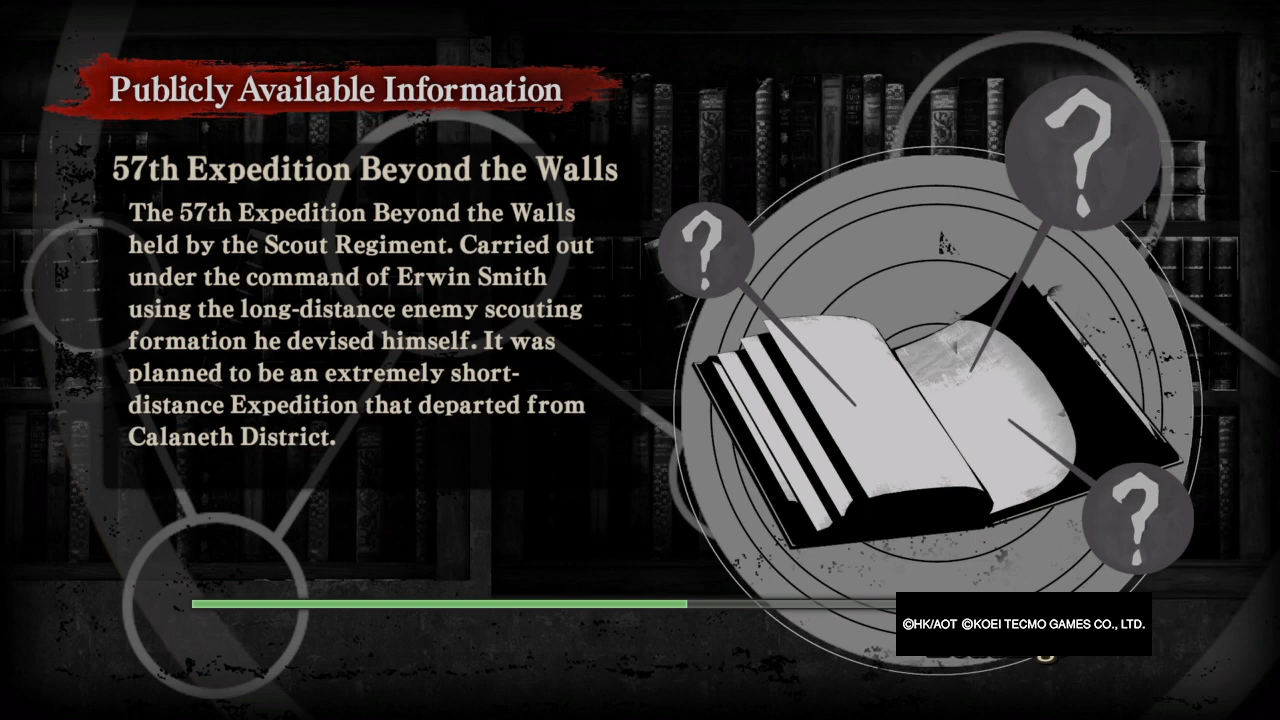 Publicly Available Information
57th Expedition Beyond the Walls
The 57th Expedition Beyond the Walls
held by the Scout Regiment. Carried out
under the command of Erwin Smith
using the long-distance enemy scouting
formation he devised himself. It was
planned to be an extremely short-
distance Expedition that departed from
Calaneth District.
?
?
?
©HK/AOT ©KOEI TECMO GAMES CO., LTD.